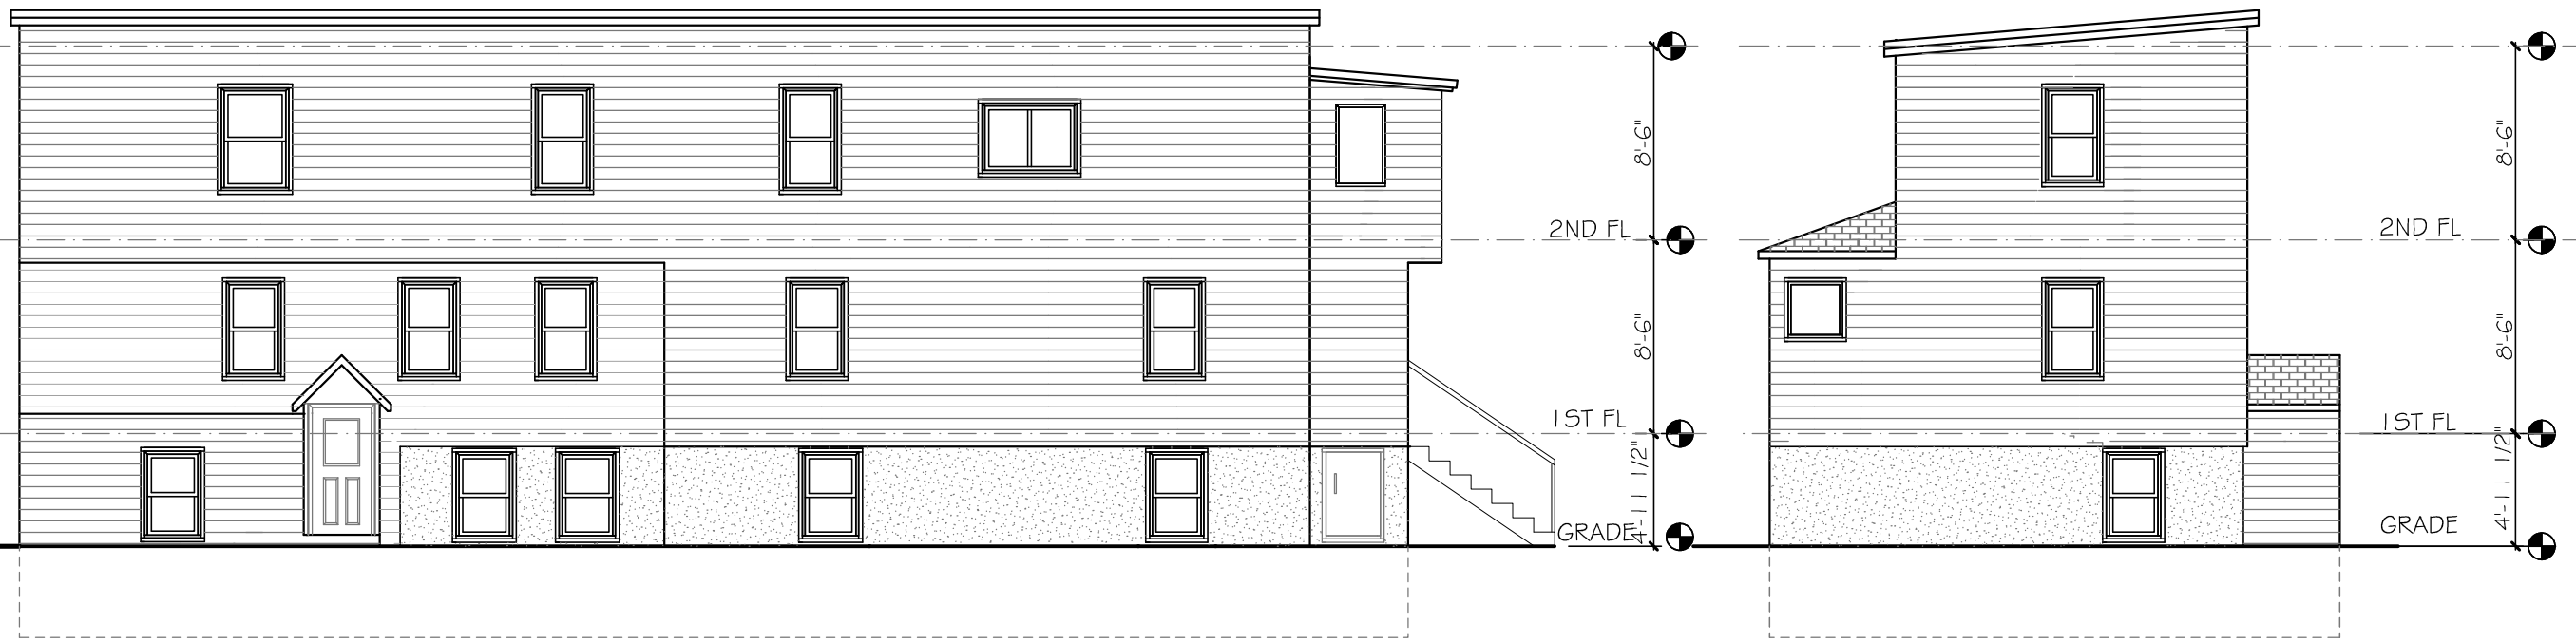 8'-6"
2ND FL
8'-6"
1ST FL
4'-11 1/2"
GRADE
8'-6"
2ND FL
8'-6"
1ST FL
4'-11 1/2"
GRADE